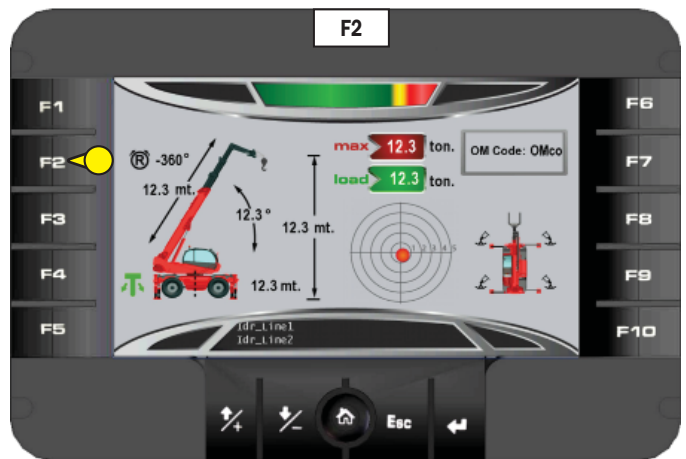 F2
F1
F2
F3
F4
F5
F6
F7
F8
F9
F10
R -360°
12.3 mt.
12.3 °
12.3 mt.
12.3 mt.
max 12.3 ton.
load 12.3 ton.
OM Code: OMco
1 2 3 4 5
Idr_Line1
Idr_Line2
+
-
Esc